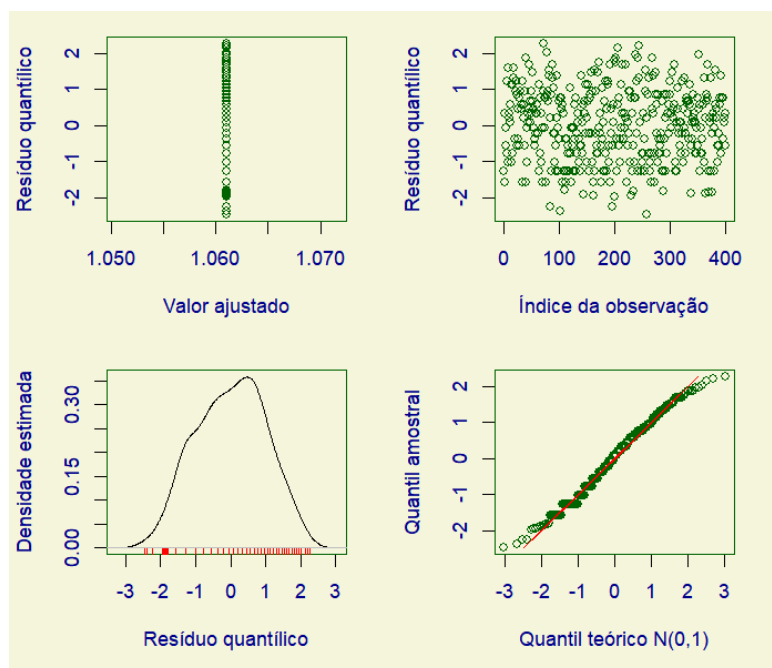 Resíduo quantílico
2
1
0
-1
-2
1.050 1.060 1.070
Valor ajustado
Resíduo quantílico
2
1
0
-1
-2
0 100 200 300 400
Índice da observação
Densidade estimada
0.30
0.15
0.00
-3 -2 -1 0 1 2 3
Resíduo quantílico
Quantil amostral
2
1
0
-1
-2
-3 -2 -1 0 1 2 3
Quantil teórico N(0,1)